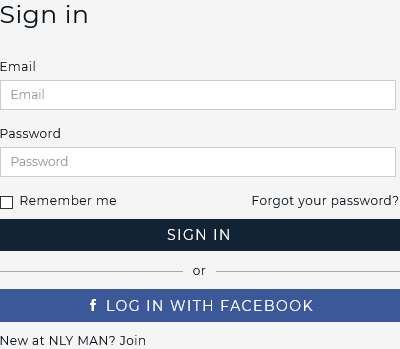 Sign in
Email
Email
Password
Password
Remember me Forgot your password?
SIGN IN
or
f LOG IN WITH FACEBOOK
New at NLY MAN? Join